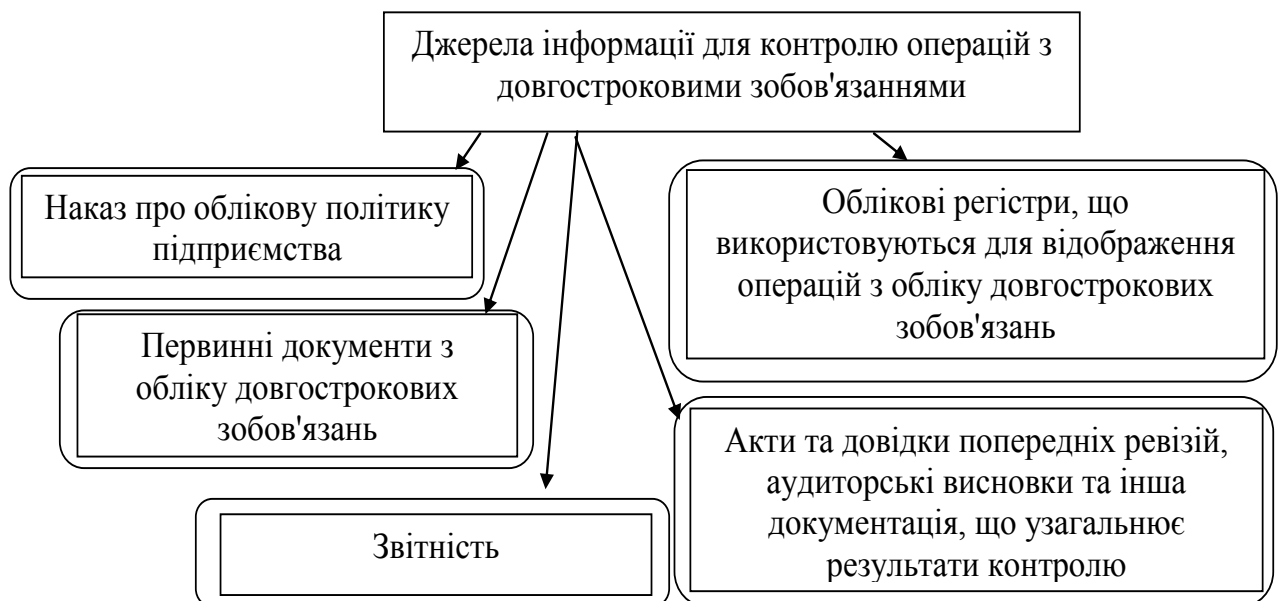 Джерела інформації для контролю операцій з
довгостроковими зобов'язаннями
Наказ про облікову політику
підприємства
Облікові регістри, що
використовуються для відображення
операцій з обліку довгострокових
зобов'язань
Первинні документи з
обліку довгострокових
зобов'язань
Акти та довідки попередніх ревізій,
аудиторські висновки та інша
документація, що узагальнює
результати контролю
Звітність